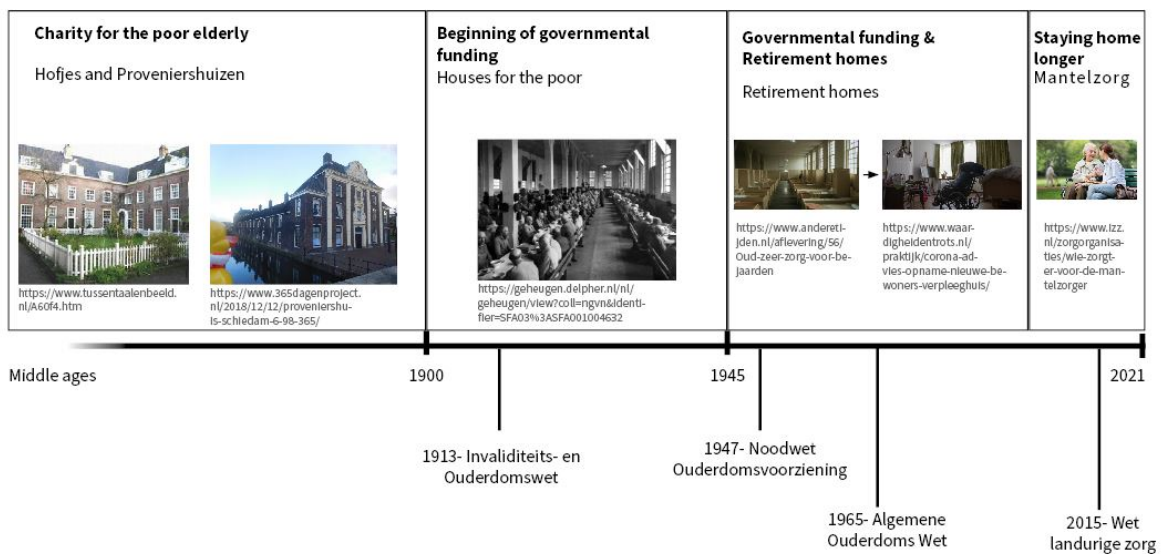 Charity for the poor elderly
Hofjes and Proveniershuizen
https://www.tussentaalenbeeld.
nl/A60f4.htm
https://www.365dagenproject.
nl/2018/12/12/proveniershu-
is-schiedam-6-98-365/
Beginning of governmental
funding
Houses for the poor
https://geheugen.delpher.nl/nl/
geheugen/view?coll=ngvn&identi-
fier=SFA03%3ASFA001004632
Governmental funding &
Retirement homes
Retirement homes
https://www.andereti-
jden.nl/aflevering/56/
Oud-zeer-zorg-voor-be-
jaarden
https://www.waar-
digheidentrots.nl/
praktijk/corona-ad-
vies-opname-nieuwe-be-
woners-verpleeghuis/
Staying home
longer
Mantelzorg
https://www.izz.
nl/zorgorganisa-
ties/wie-zorgt-
er-voor-de-man-
telzorger
Middle ages
1900
1945
2021
1913- Invaliditeits- en
Ouderdomswet
1947- Noodwet
Ouderdomsvoorziening
1965- Algemene
Ouderdoms Wet
2015- Wet
landurige zorg